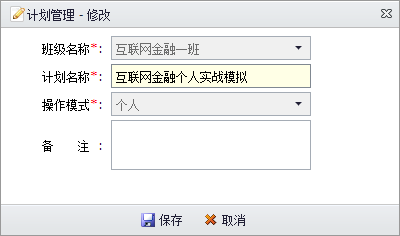 计划管理 - 修改
班级名称*: 互联网金融一班
计划名称*: 互联网金融个人实战模拟
操作模式*: 个人
备 注 :
保存 取消